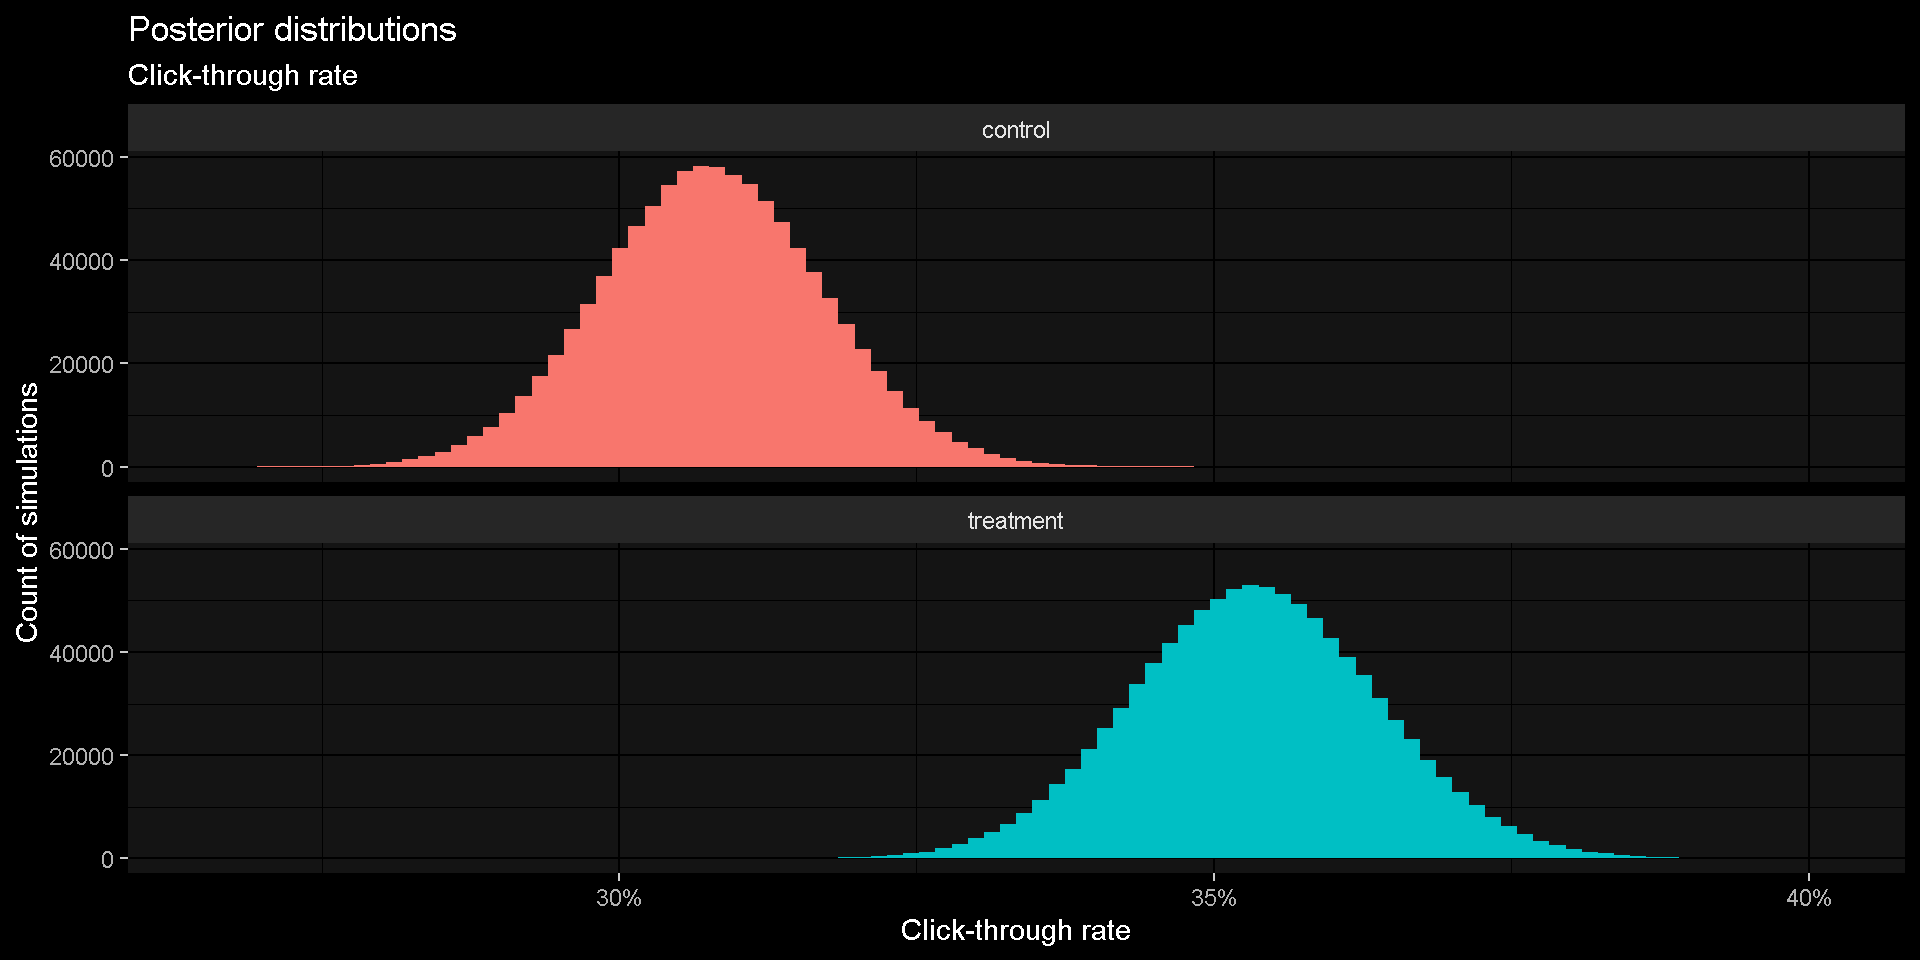 Posterior distributions
Click-through rate
control
60000
40000
20000
0
Count of simulations
treatment
60000
40000
20000
0
30%
35%
40%
Click-through rate